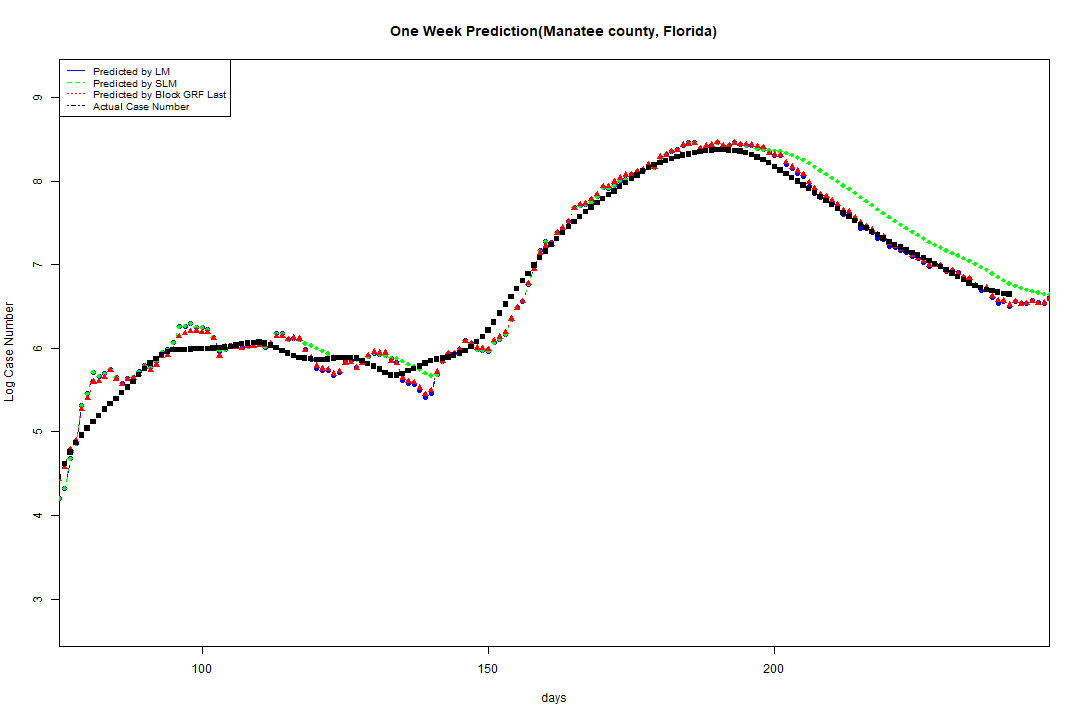 One Week Prediction(Manatee county, Florida)
Predicted by LM
Predicted by SLM
Predicted by Block GRF Last
Actual Case Number
9
8
7
6
5
4
3
Log Case Number
100 150 200
days